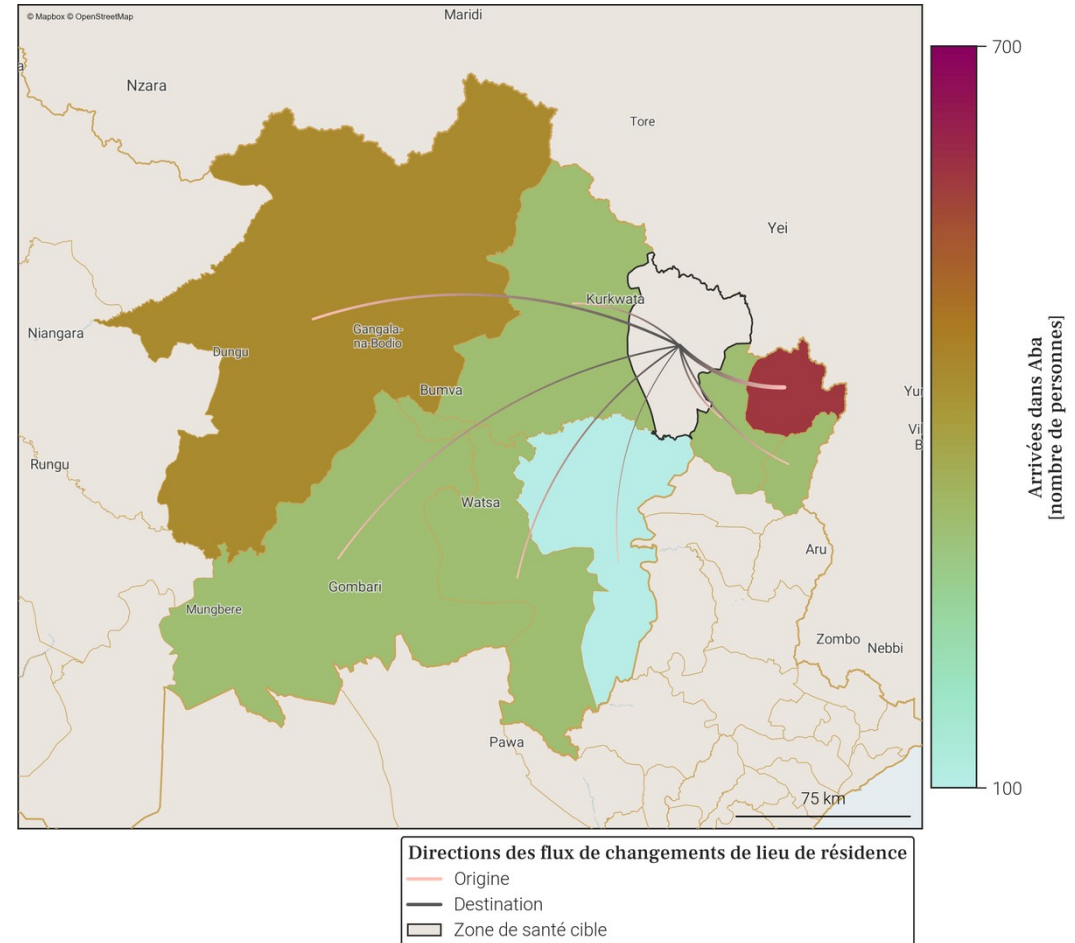 © Mapbox © OpenStreetMap
Maridi
Nzara
Tore
Yei
Kurkwata
Niangara
Gangala-
na-Bodio
Dungu
Bumva
Rungu
Watsa
Aru
Gombari
Mungbere
Zombo
Nebbi
Pawa
75 km
700
100
Arrivées dans Aba
[nombre de personnes]
Directions des flux de changements de lieu de résidence
Origine
Destination
Zone de santé cible